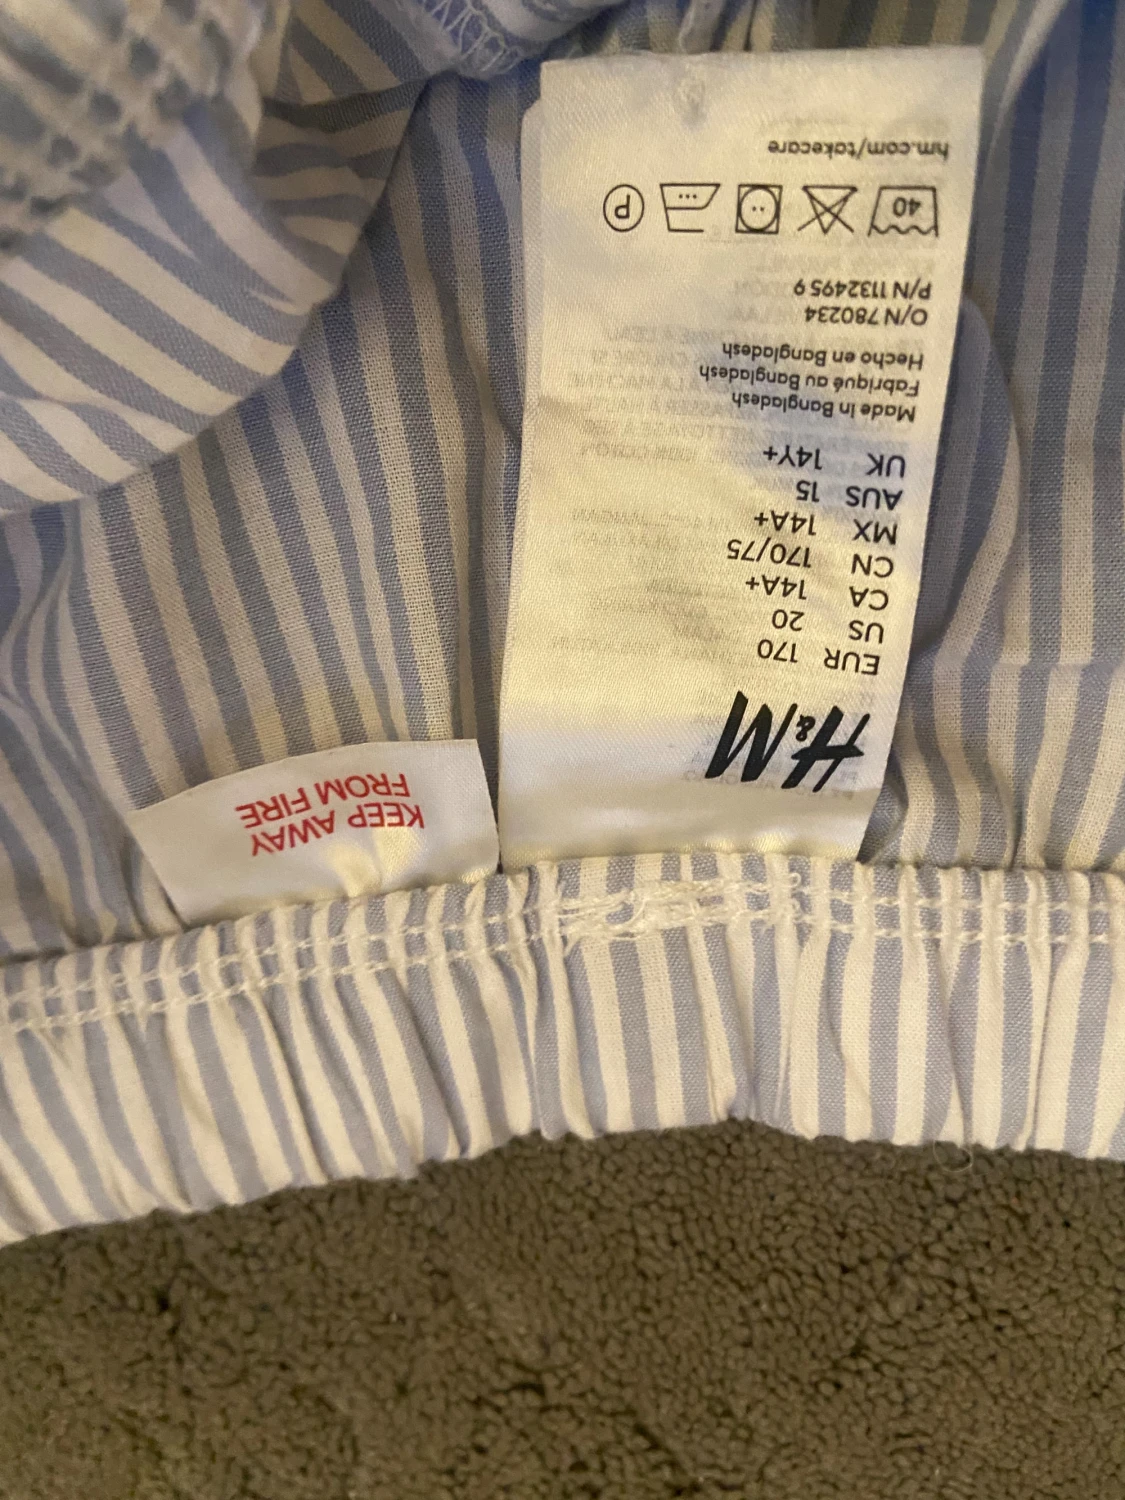 H&M
EUR 170
US 20
CA 14A+
CN 170/75
MX 14A+
AUS 15
UK 14Y+
Made in Bangladesh
Fabriqué au Bangladesh
Hecho en Bangladesh
O/N 780234
P/N 1132495 9
40
P
hm.com/takecare
KEEP AWAY
FROM FIRE